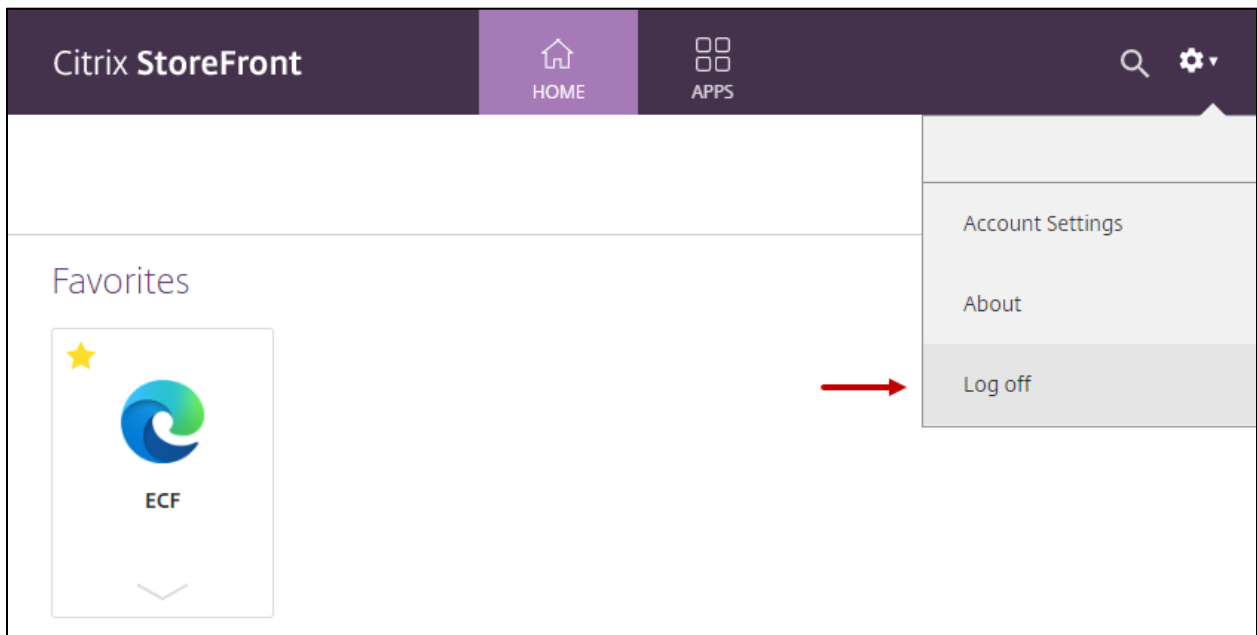 Citrix StoreFront
HOME
APPS
Account Settings
About
Log off
Favorites
ECF